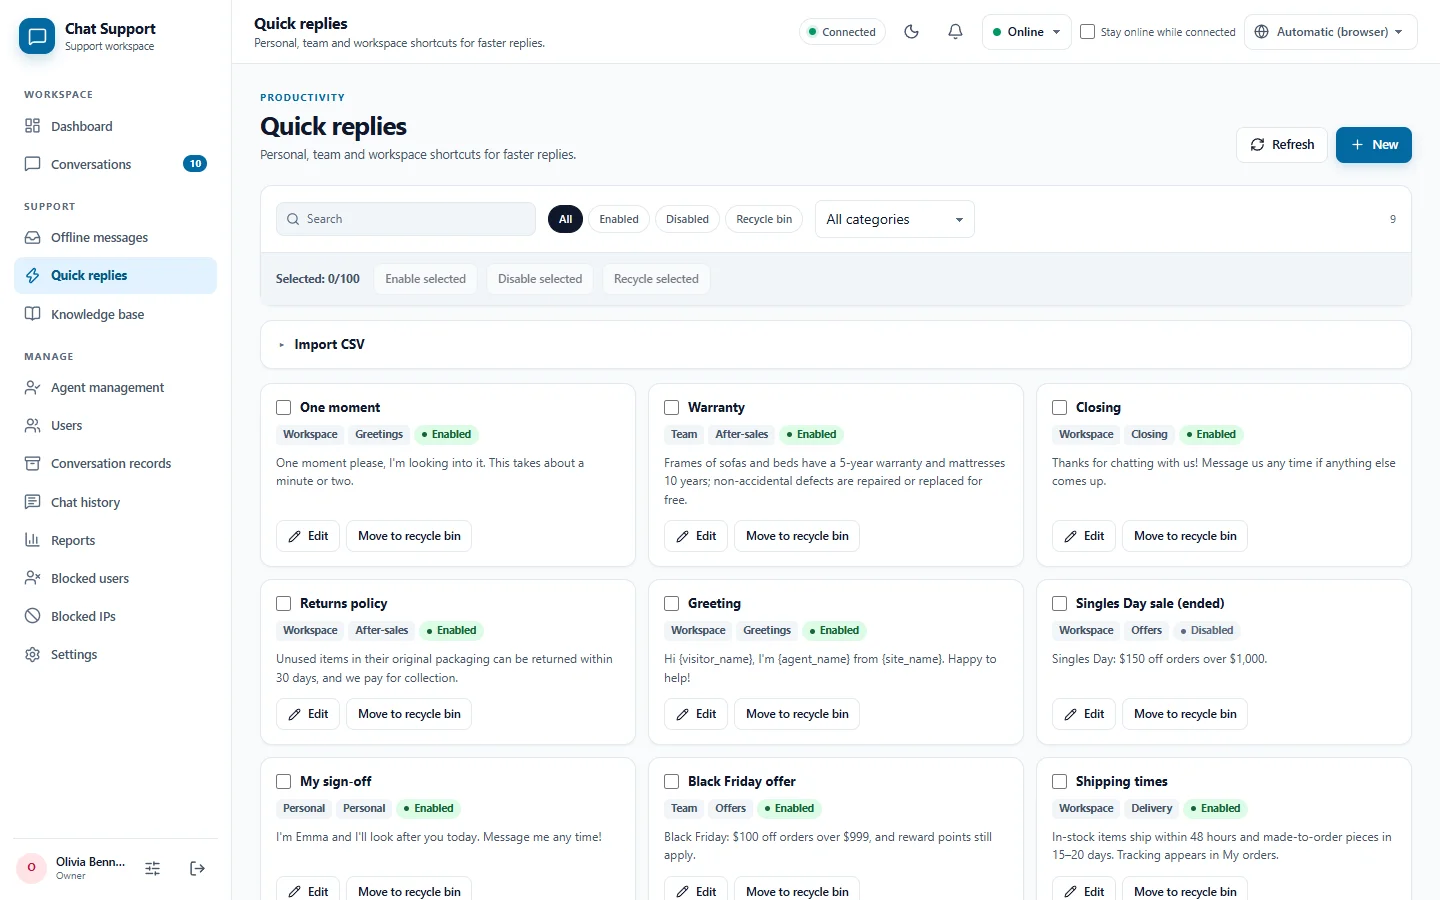 Chat Support
Support workspace
WORKSPACE
Dashboard
Conversations 10
SUPPORT
Offline messages
Quick replies
Knowledge base
MANAGE
Agent management
Users
Conversation records
Chat history
Reports
Blocked users
Blocked IPs
Settings
O
Olivia Benn...
Owner
Quick replies
Personal, team and workspace shortcuts for faster replies.
Connected
Online
Stay online while connected
Automatic (browser)
PRODUCTIVITY
Quick replies
Personal, team and workspace shortcuts for faster replies.
Refresh
New
Search
All
Enabled
Disabled
Recycle bin
All categories
9
Selected: 0/100
Enable selected
Disable selected
Recycle selected
Import CSV
One moment
Workspace Greetings Enabled
One moment please, I'm looking into it. This takes about a
minute or two.
Edit Move to recycle bin
Warranty
Team After-sales Enabled
Frames of sofas and beds have a 5-year warranty and mattresses
10 years; non-accidental defects are repaired or replaced for
free.
Edit Move to recycle bin
Closing
Workspace Closing Enabled
Thanks for chatting with us! Message us any time if anything else
comes up.
Edit Move to recycle bin
Returns policy
Workspace After-sales Enabled
Unused items in their original packaging can be returned within
30 days, and we pay for collection.
Edit Move to recycle bin
Greeting
Workspace Greetings Enabled
Hi {visitor_name}, I'm {agent_name} from {site_name}. Happy to
help!
Edit Move to recycle bin
Singles Day sale (ended)
Workspace Offers Disabled
Singles Day: $150 off orders over $1,000.
Edit Move to recycle bin
My sign-off
Personal Personal Enabled
I'm Emma and I'll look after you today. Message me any time!
Edit Move to recycle bin
Black Friday offer
Team Offers Enabled
Black Friday: $100 off orders over $999, and reward points still
apply.
Edit Move to recycle bin
Shipping times
Workspace Delivery Enabled
In-stock items ship within 48 hours and made-to-order pieces in
15–20 days. Tracking appears in My orders.
Edit Move to recycle bin